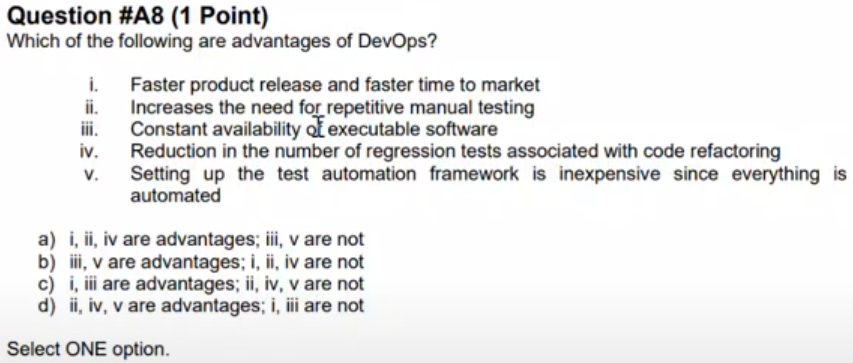 Question #A8 (1 Point)
Which of the following are advantages of DevOps?
i. Faster product release and faster time to market
ii. Increases the need for repetitive manual testing
iii. Constant availability of executable software
iv. Reduction in the number of regression tests associated with code refactoring
v. Setting up the test automation framework is inexpensive since everything is
automated
a) i, ii, iv are advantages; iii, v are not
b) iii, v are advantages; i, ii, iv are not
c) i, iii are advantages; ii, iv, v are not
d) ii, iv, v are advantages; i, iii are not
Select ONE option.